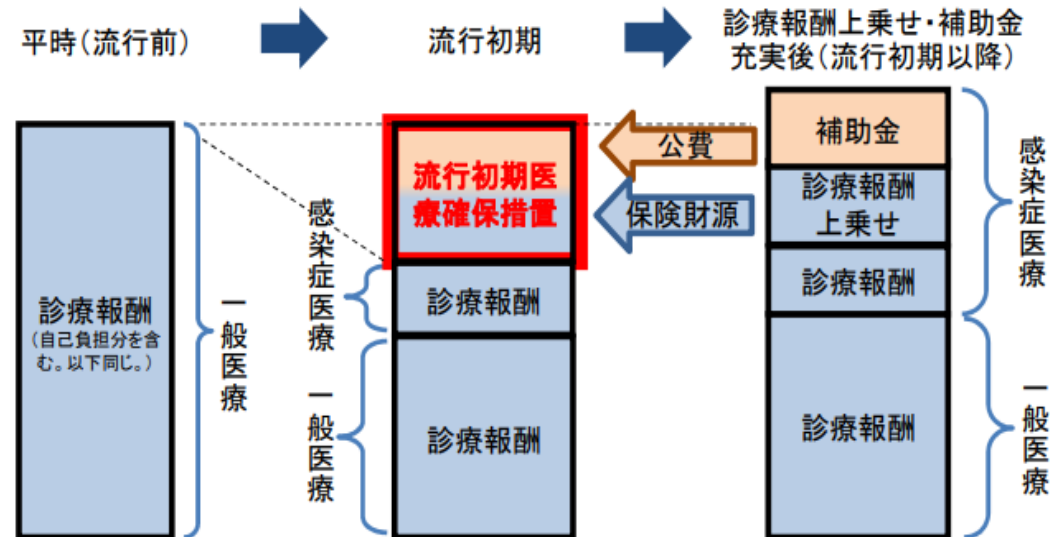 平時(流行前)
流行初期
診療報酬上乗せ・補助金
充実後(流行初期以降)
診療報酬
(自己負担分を含
む。以下同じ。)
一般医療
流行初期医
療確保措置
感染症医療
診療報酬
一般医療
診療報酬
公費
保険財源
補助金
診療報酬
上乗せ
診療報酬
感染症医療
診療報酬
一般医療